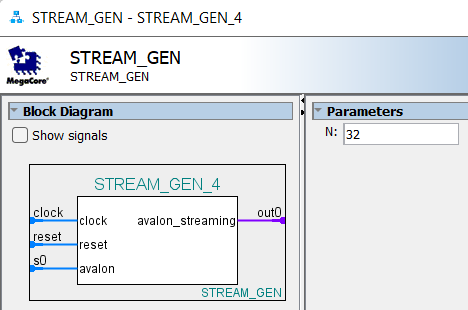 STREAM_GEN - STREAM_GEN_4
MegaCore®
STREAM_GEN
STREAM_GEN
Block Diagram
Show signals
STREAM_GEN_4
clock
clock
avalon_streaming
out0
reset
reset
s0
avalon
STREAM_GEN
Parameters
N: 32